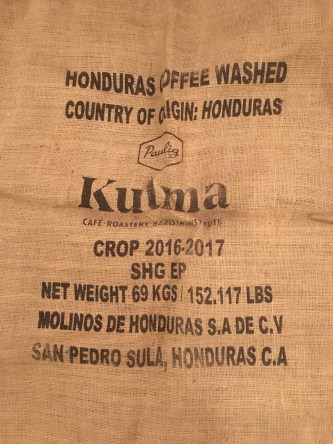 HONDURAS COFFEE WASHED
COUNTRY OF ORIGIN: HONDURAS
Paulig
Kulma
CAFÉ·ROASTERY·BARISTA INSTITUTE
CROP 2016-2017
SHG EP
NET WEIGHT 69 KGS/152.117 LBS
MOLINOS DE HONDURAS S.A DE C.V
SAN PEDRO SULA, HONDURAS C.A